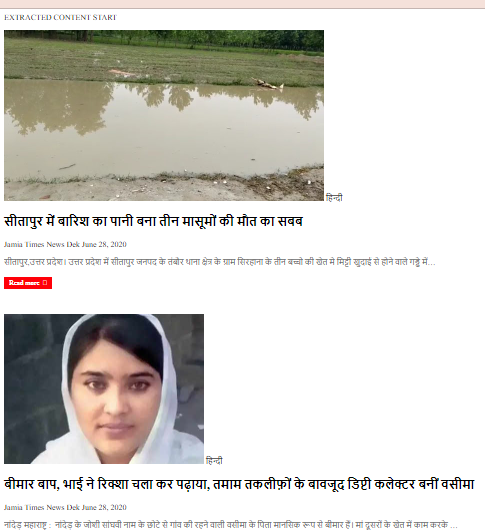 EXTRACTED CONTENT START
हिन्दी
सीतापुर में बारिश का पानी बना तीन मासूमों की मौत का सबब
Jamia Times News Dek June 28, 2020
सीतापुर,उत्तर प्रदेश। उत्तर प्रदेश में सीतापुर जनपद के तंबोर थाना क्षेत्र के ग्राम सिरहाना के तीन बच्चो की खेत मे मिट्टी खुदाई से होने वाले गड्ढे में…
Read more
हिन्दी
बीमार बाप, भाई ने रिक्शा चला कर पढ़ाया, तमाम तकलीफ़ों के बावजूद डिप्टी कलेक्टर बनीं वसीमा
Jamia Times News Dek June 28, 2020
नांदेड़ महाराष्ट्र : नांदेड़ के जोशी सांघवी नाम के छोटे से गांव की रहने वाली वसीमा के पिता मानसिक रूप से बीमार हैं। मां दूसरों के खेत में काम करके …